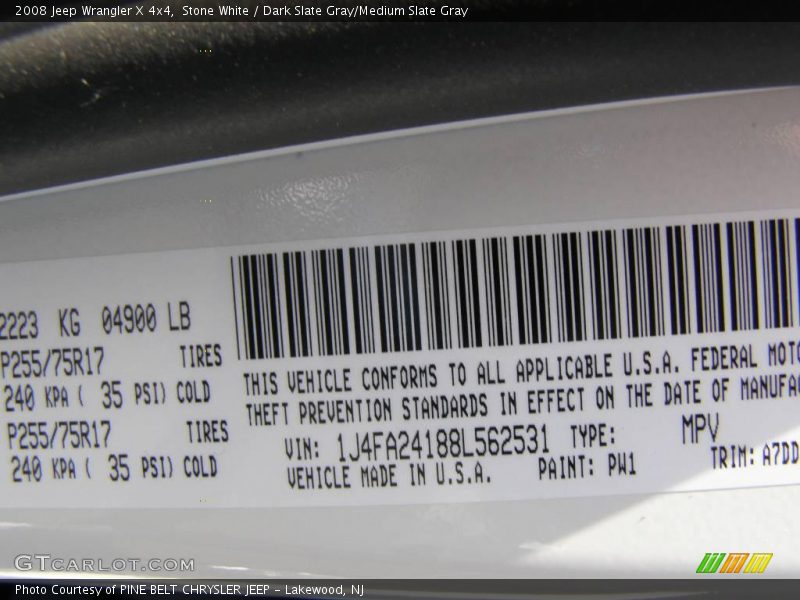 2008 Jeep Wrangler X 4x4, Stone White / Dark Slate Gray/Medium Slate Gray
2223 KG 04900 LB
P255/75R17 TIRES
240 KPA ( 35 PSI) COLD
P255/75R17 TIRES
240 KPA ( 35 PSI) COLD
THIS VEHICLE CONFORMS TO ALL APPLICABLE U.S.A. FEDERAL MOTO
THEFT PREVENTION STANDARDS IN EFFECT ON THE DATE OF MANUFA
VIN: 1J4FA24188L562531 TYPE: MPV
VEHICLE MADE IN U.S.A. PAINT: PW1 TRIM: A7DD
GTCARLOT.COM
Photo Courtesy of PINE BELT CHRYSLER JEEP - Lakewood, NJ